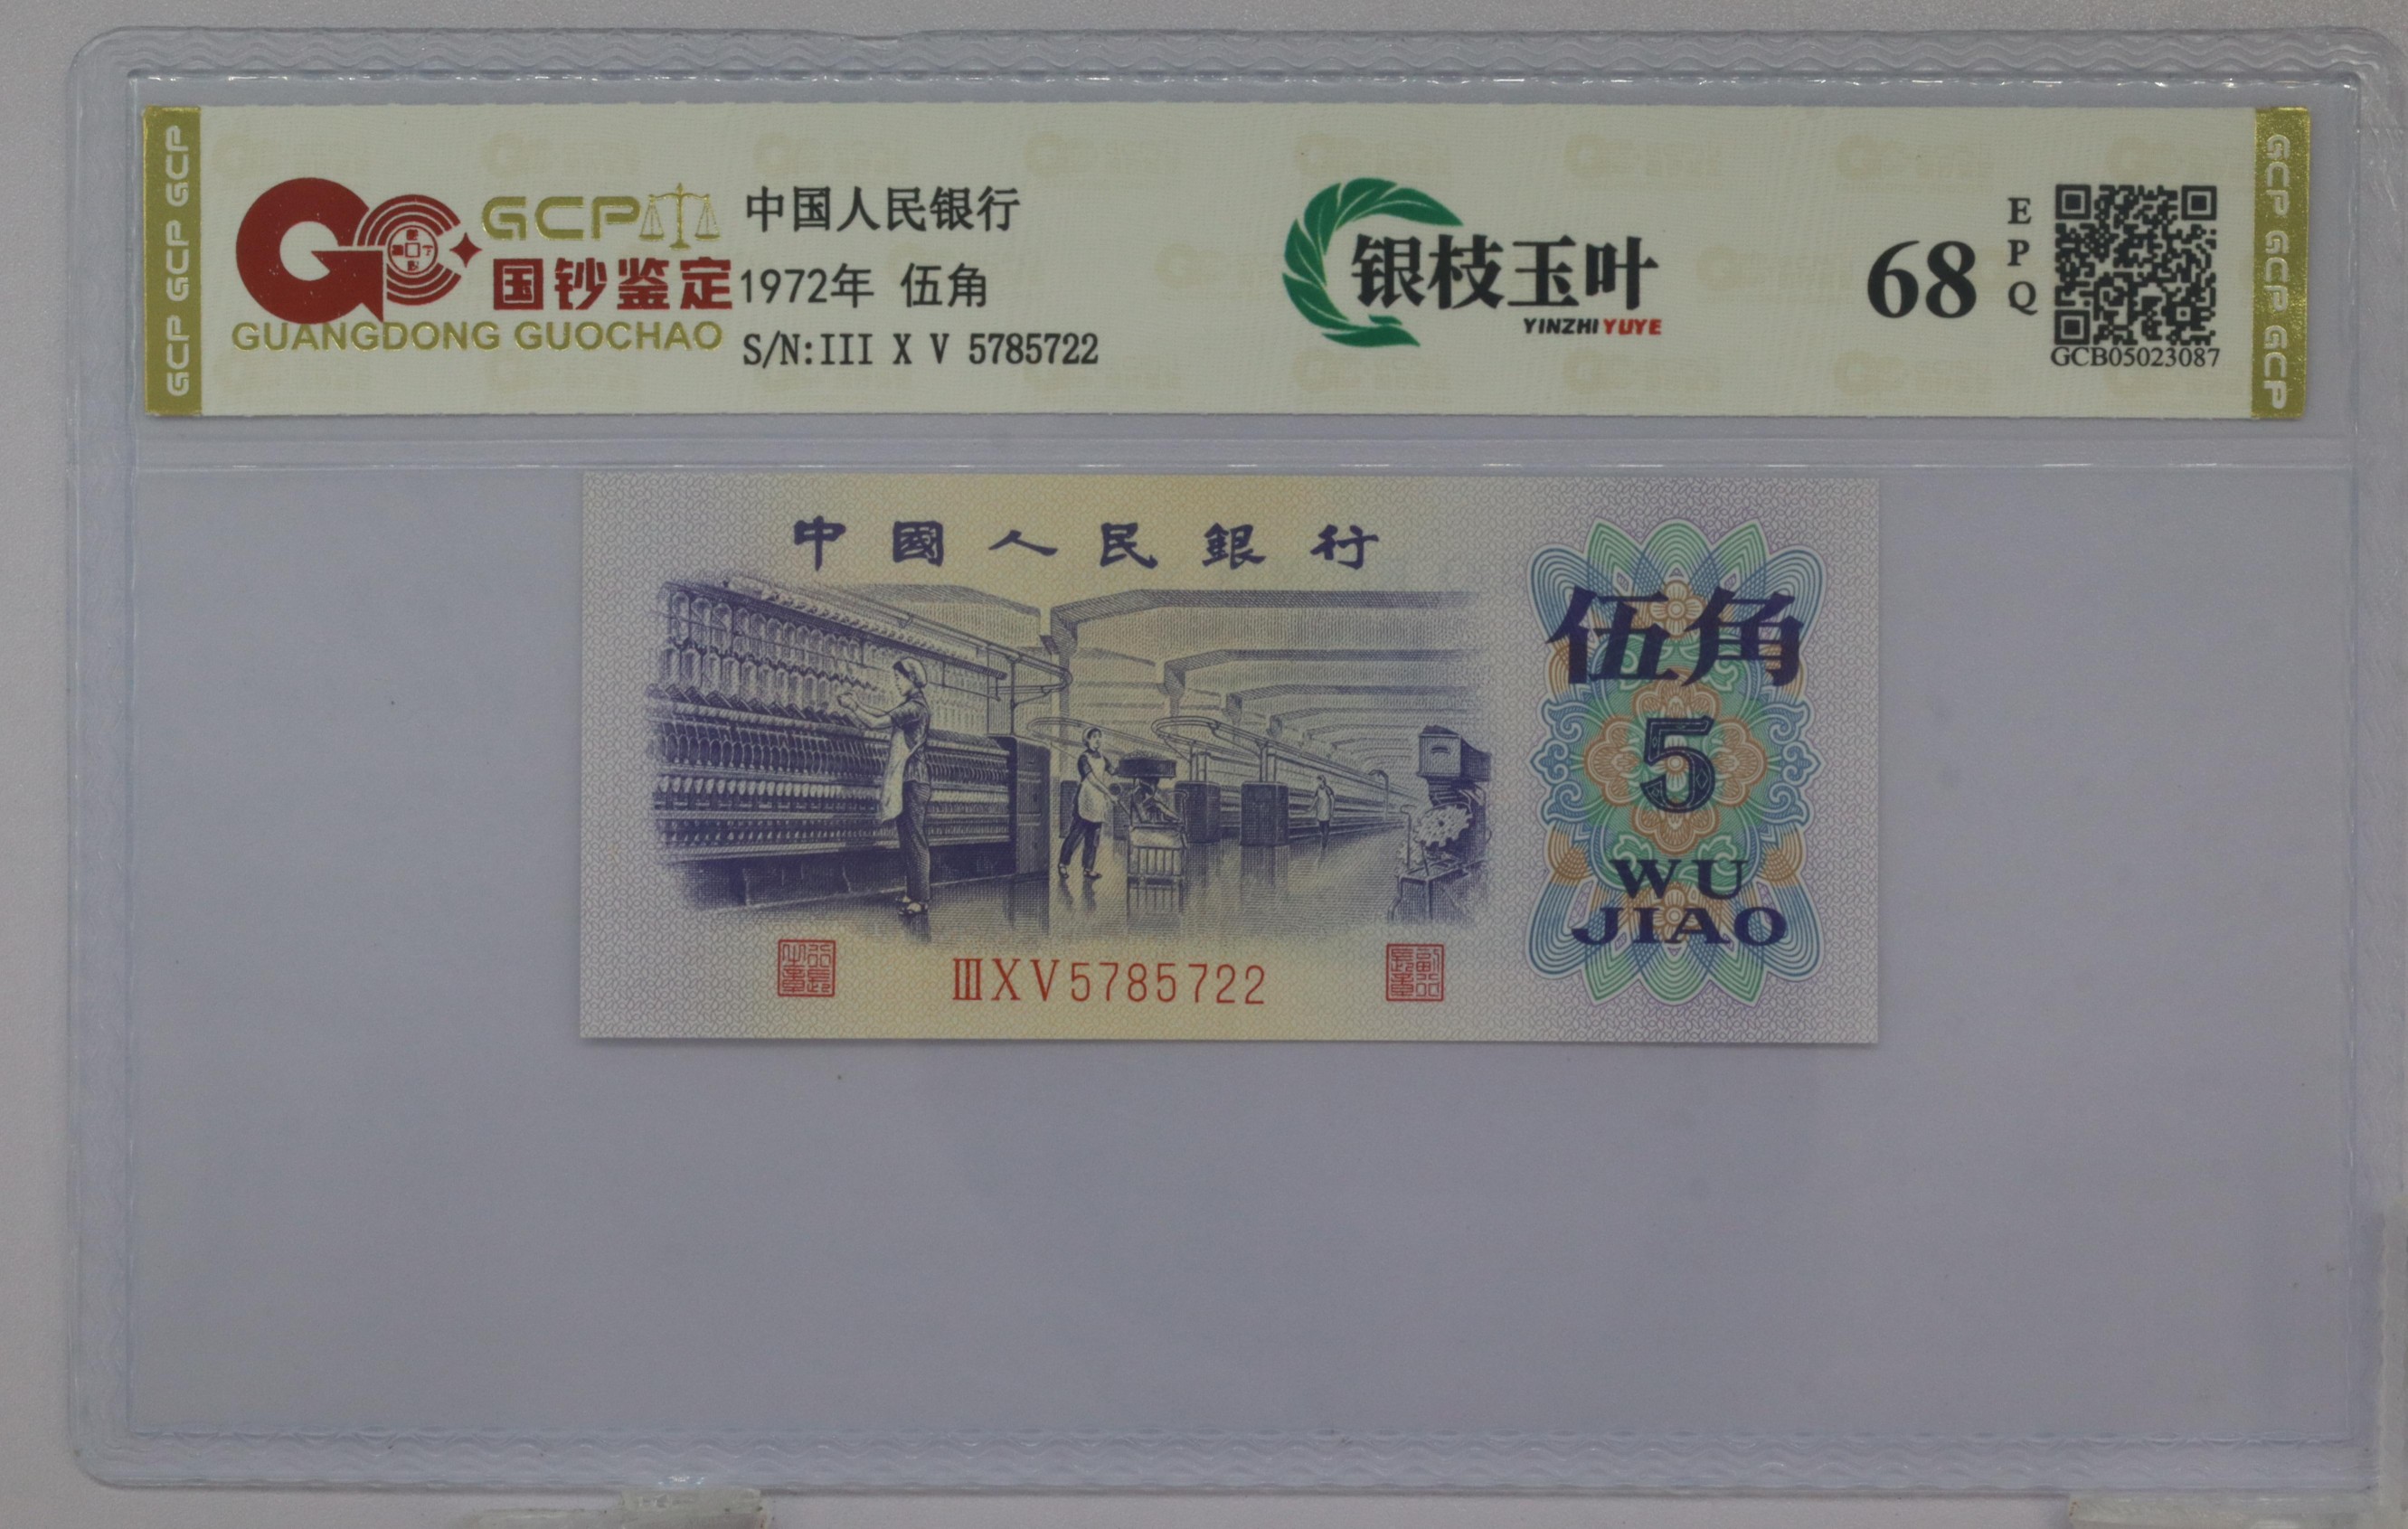 GCP GCP GCP
GCP
国钞鉴定
GUANGDONG GUOCHAO
中国人民银行
1972年 伍角
S/N:III X V 5785722
银枝玉叶
YINZHI YUYE
68
EPQ
GCB05023087
GCP GCP GCP
中國人民銀行
伍角
5
WU
JIAO
ⅢⅩⅤ5785722